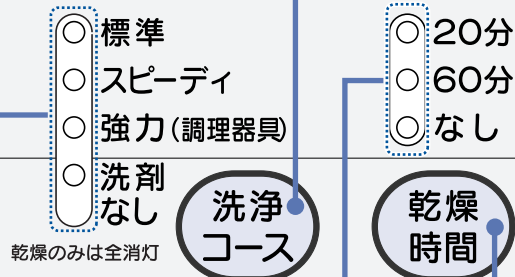 標準
スピーディ
強力(調理器具)
洗剤
なし
乾燥のみは全消灯
洗浄
コース
20分
60分
なし
乾燥
時間